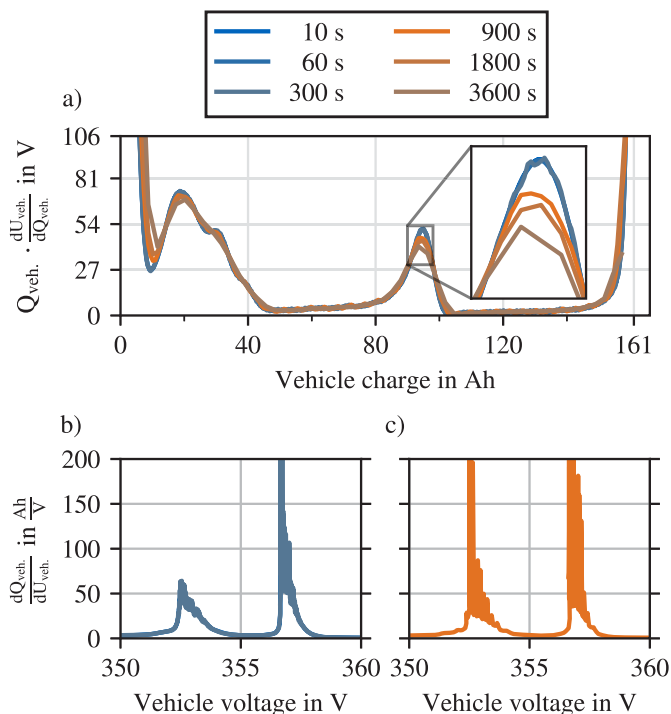 10 s 900 s
60 s 1800 s
300 s 3600 s
a)
Q_veh. · dU_veh./dQ_veh. in V
106
81
54
27
0
0 40 80 120 161
Vehicle charge in Ah
b) c)
dQ_veh./dU_veh. in Ah/V
200
150
100
50
0
350 355 360 350 355 360
Vehicle voltage in V Vehicle voltage in V